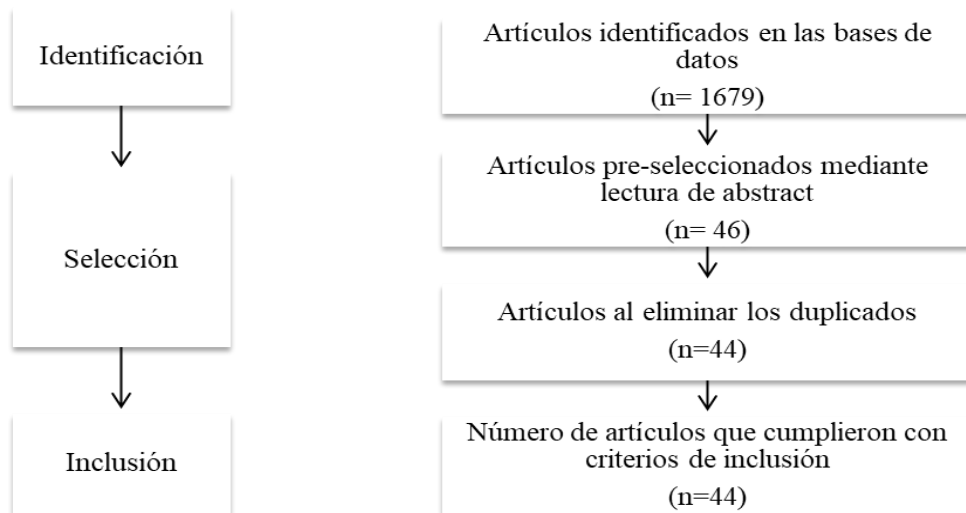 Identificación
Selección
Inclusión
Artículos identificados en las bases de
datos
(n= 1679)
Artículos pre-seleccionados mediante
lectura de abstract
(n= 46)
Artículos al eliminar los duplicados
(n=44)
Número de artículos que cumplieron con
criterios de inclusión
(n=44)